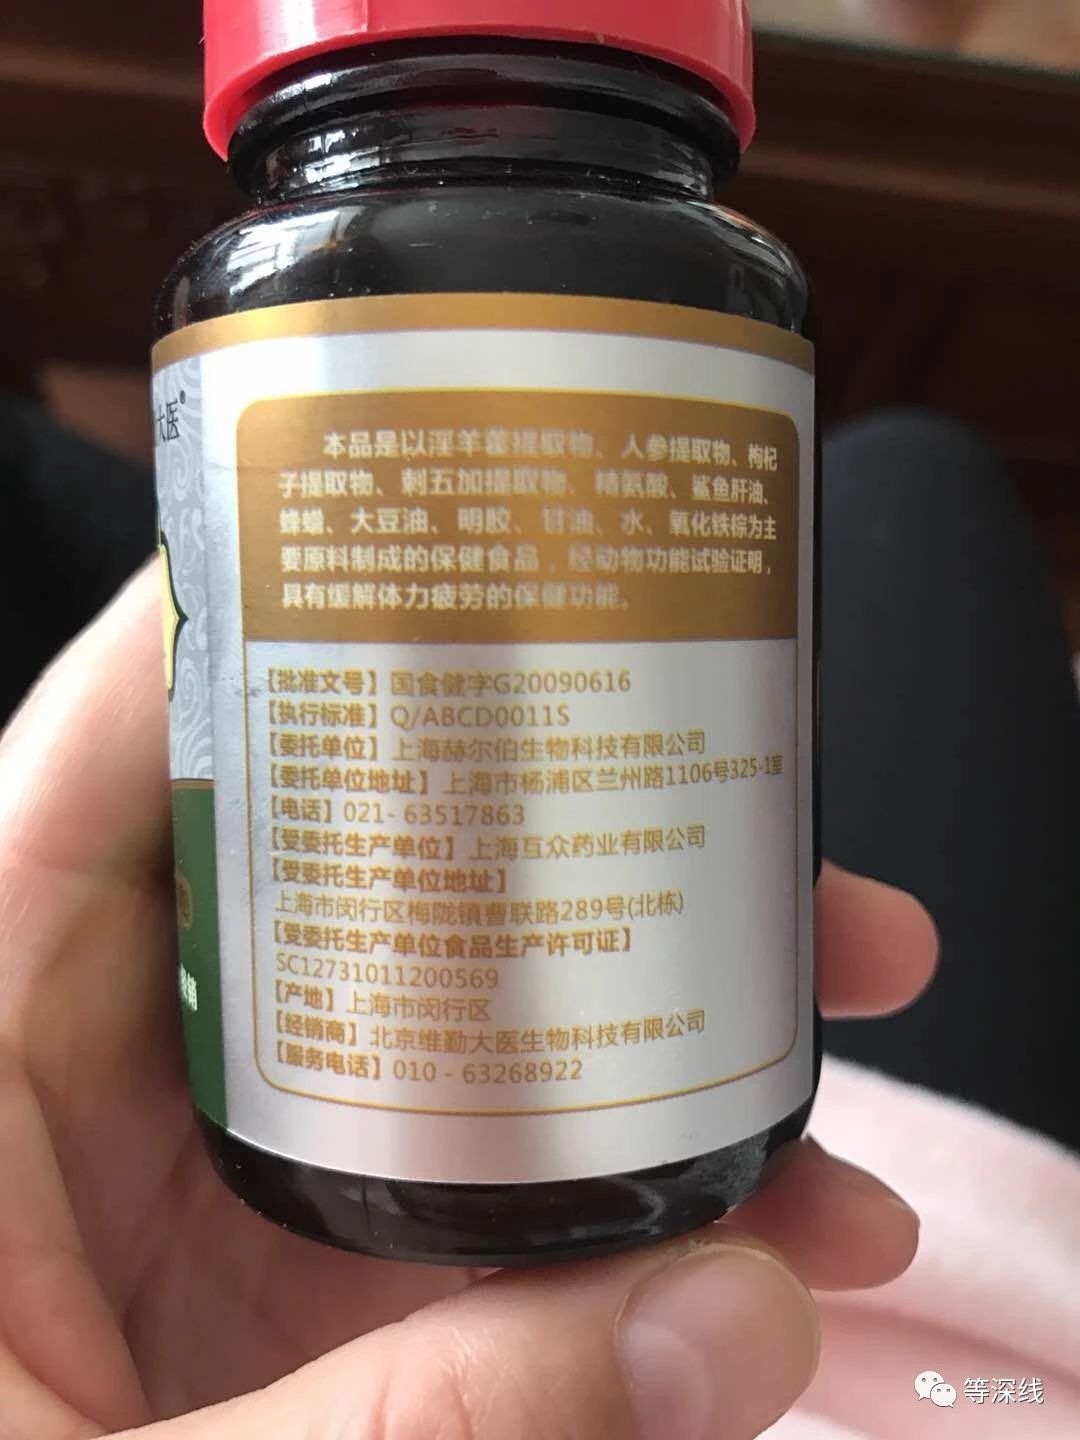 大医®
本品是以淫羊藿提取物、人参提取物、枸杞
子提取物、刺五加提取物、精氨酸、鲨鱼肝油、
蜂蜡、大豆油、明胶、甘油、水、氧化铁棕为主
要原料制成的保健食品，经动物功能试验证明，
具有缓解体力疲劳的保健功能。
【批准文号】国食健字G20090616
【执行标准】Q/ABCD0011S
【委托单位】上海赫尔伯生物科技有限公司
【委托单位地址】上海市杨浦区兰州路1106号325-1室
【电话】021- 63517863
【受委托生产单位】上海互众药业有限公司
【受委托生产单位地址】
上海市闵行区梅陇镇曹联路289号(北栋)
【受委托生产单位食品生产许可证】
SC12731011200569
【产地】上海市闵行区
【经销商】北京维勤大医生物科技有限公司
【服务电话】010 - 63268922
销
等深线